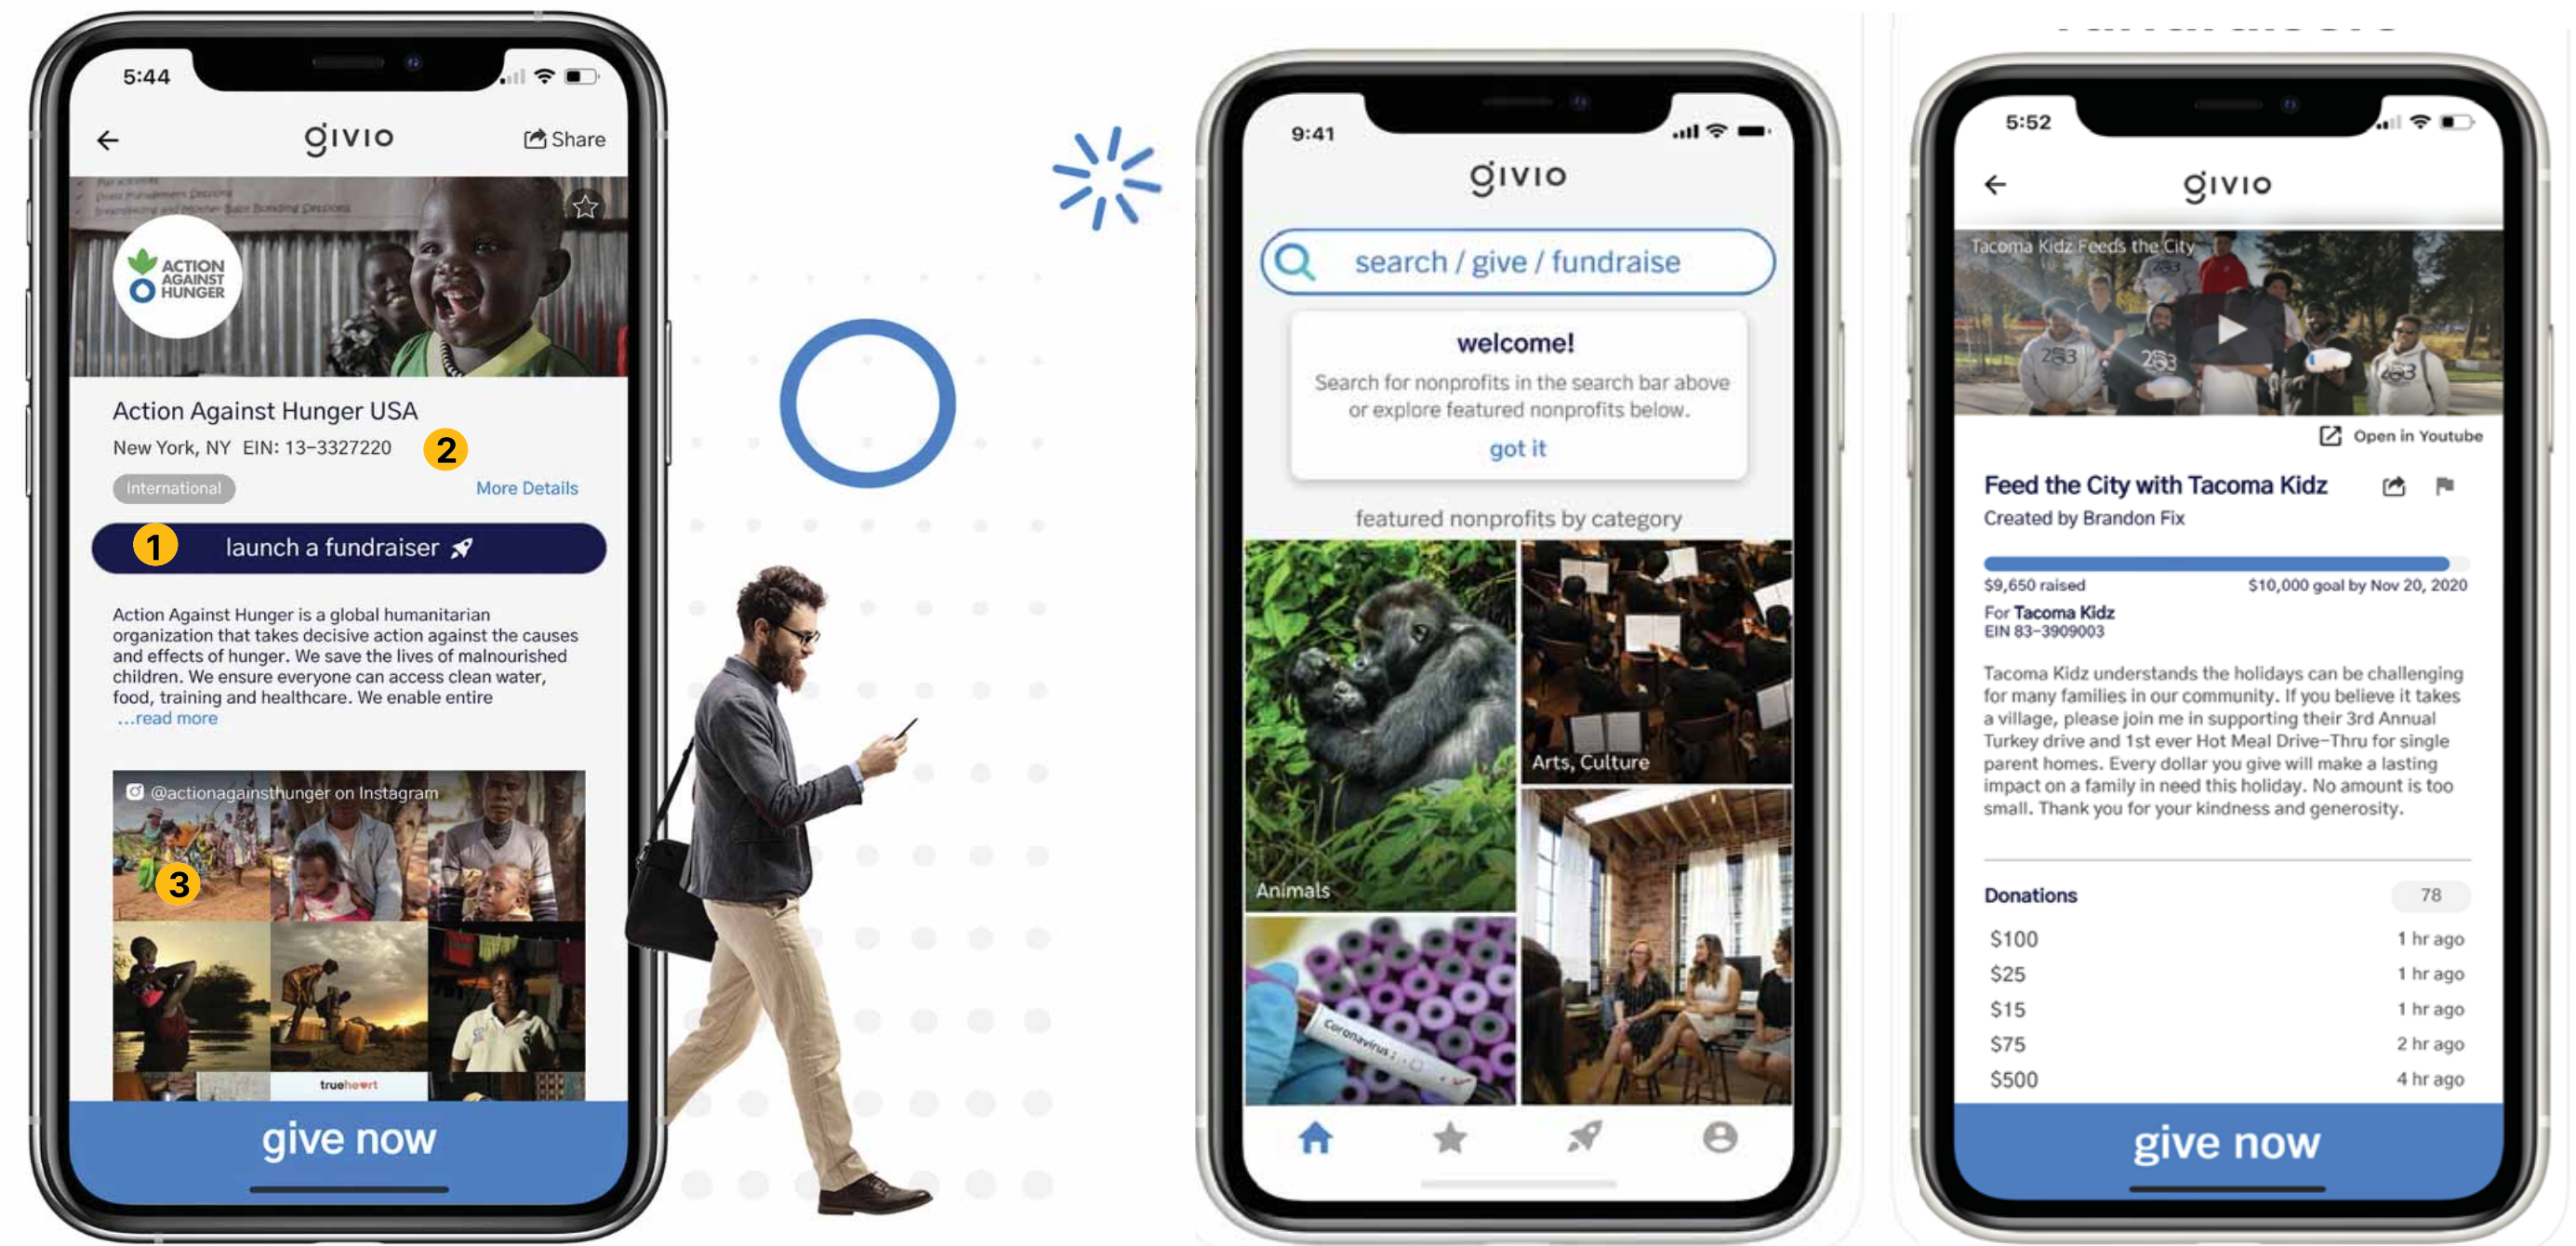 5:44
givio
Share
ACTION
AGAINST
HUNGER
Action Against Hunger USA
New York, NY EIN: 13-3327220
2
International
More Details
1
launch a fundraiser
Action Against Hunger is a global humanitarian
organization that takes decisive action against the causes
and effects of hunger. We save the lives of malnourished
children. We ensure everyone can access clean water,
food, training and healthcare. We enable entire
...read more
@actionagainsthunger on Instagram
3
trueheart
give now
9:41
givio
search / give / fundraise
welcome!
Search for nonprofits in the search bar above
or explore featured nonprofits below.
got it
featured nonprofits by category
Animals
Arts, Culture
Coronavirus :
5:52
givio
Tacoma Kidz Feeds the City
253
253
253
253
Open in Youtube
Feed the City with Tacoma Kidz
Created by Brandon Fix
$9,650 raised
$10,000 goal by Nov 20, 2020
For Tacoma Kidz
EIN 83-3909003
Tacoma Kidz understands the holidays can be challenging
for many families in our community. If you believe it takes
a village, please join me in supporting their 3rd Annual
Turkey drive and 1st ever Hot Meal Drive-Thru for single
parent homes. Every dollar you give will make a lasting
impact on a family in need this holiday. No amount is too
small. Thank you for your kindness and generosity.
Donations
78
$100
1 hr ago
$25
1 hr ago
$15
1 hr ago
$75
2 hr ago
$500
4 hr ago
give now